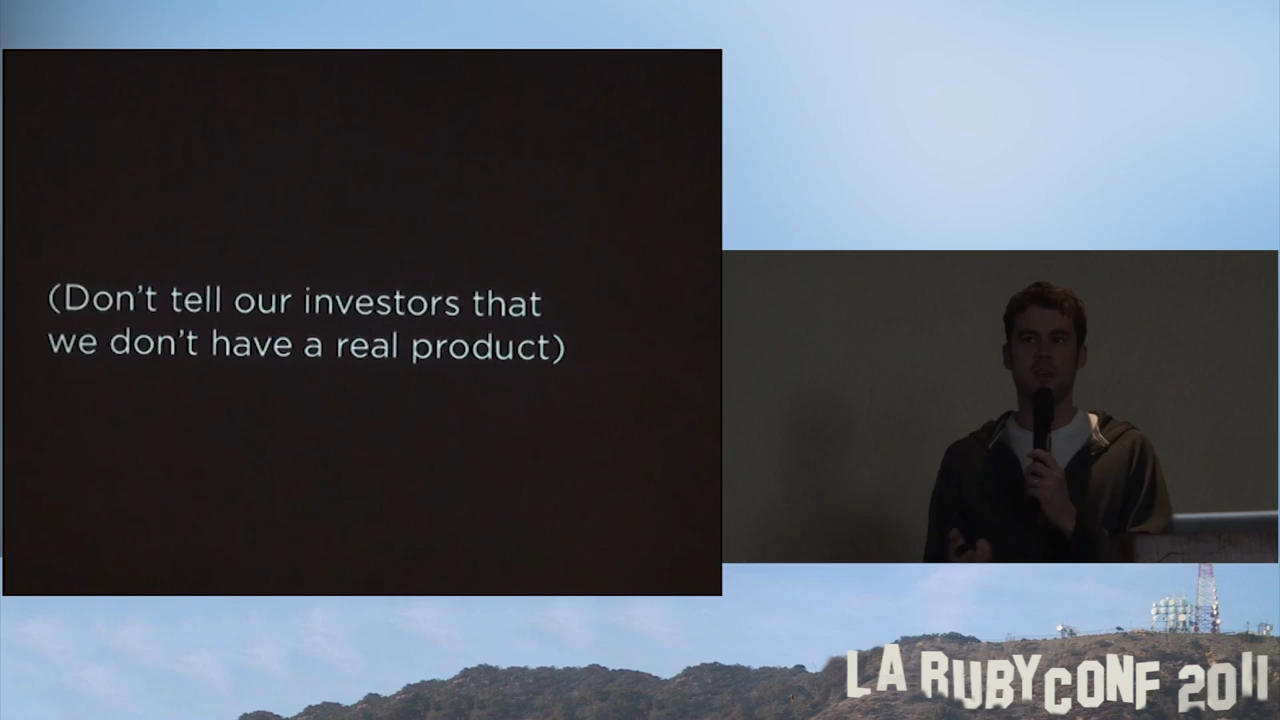 (Don't tell our investors that
we don't have a real product)
LA RUBYCONF 2011